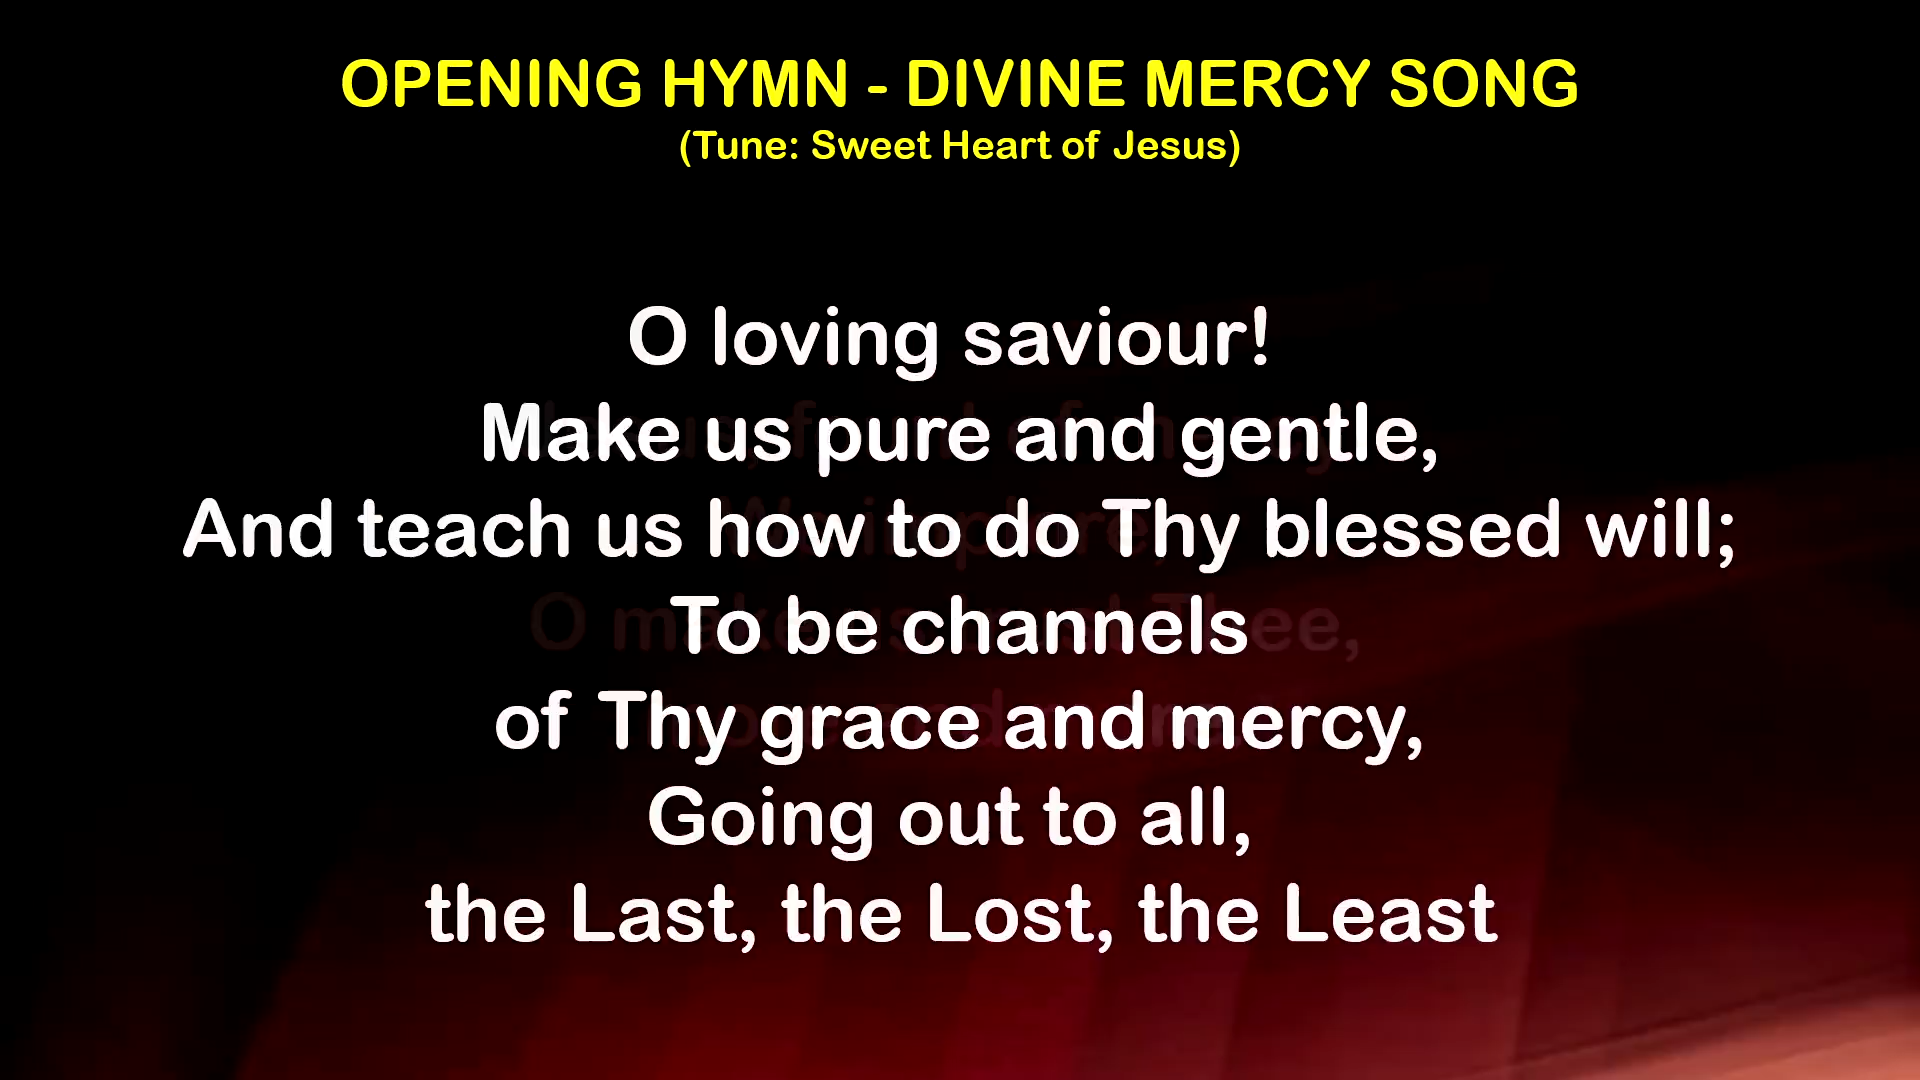 OPENING HYMN - DIVINE MERCY SONG
(Tune: Sweet Heart of Jesus)
O loving saviour!
Make us pure and gentle,
And teach us how to do Thy blessed will;
To be channels
of Thy grace and mercy,
Going out to all,
the Last, the Lost, the Least